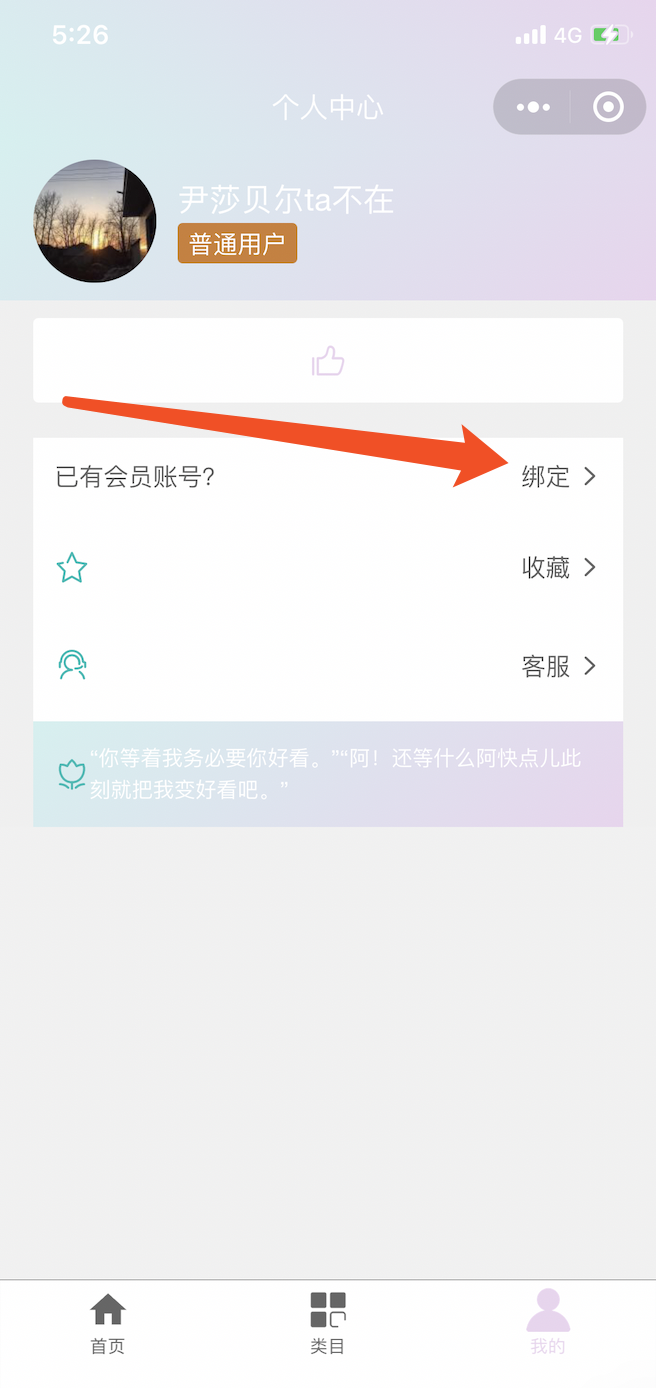 5:26
4G
个人中心
尹莎贝尔ta不在
普通用户
已有会员账号?
绑定
收藏
客服
“你等着我务必要你好看。”“阿！还等什么阿快点儿此
刻就把我变好看吧。”
首页
类目
我的